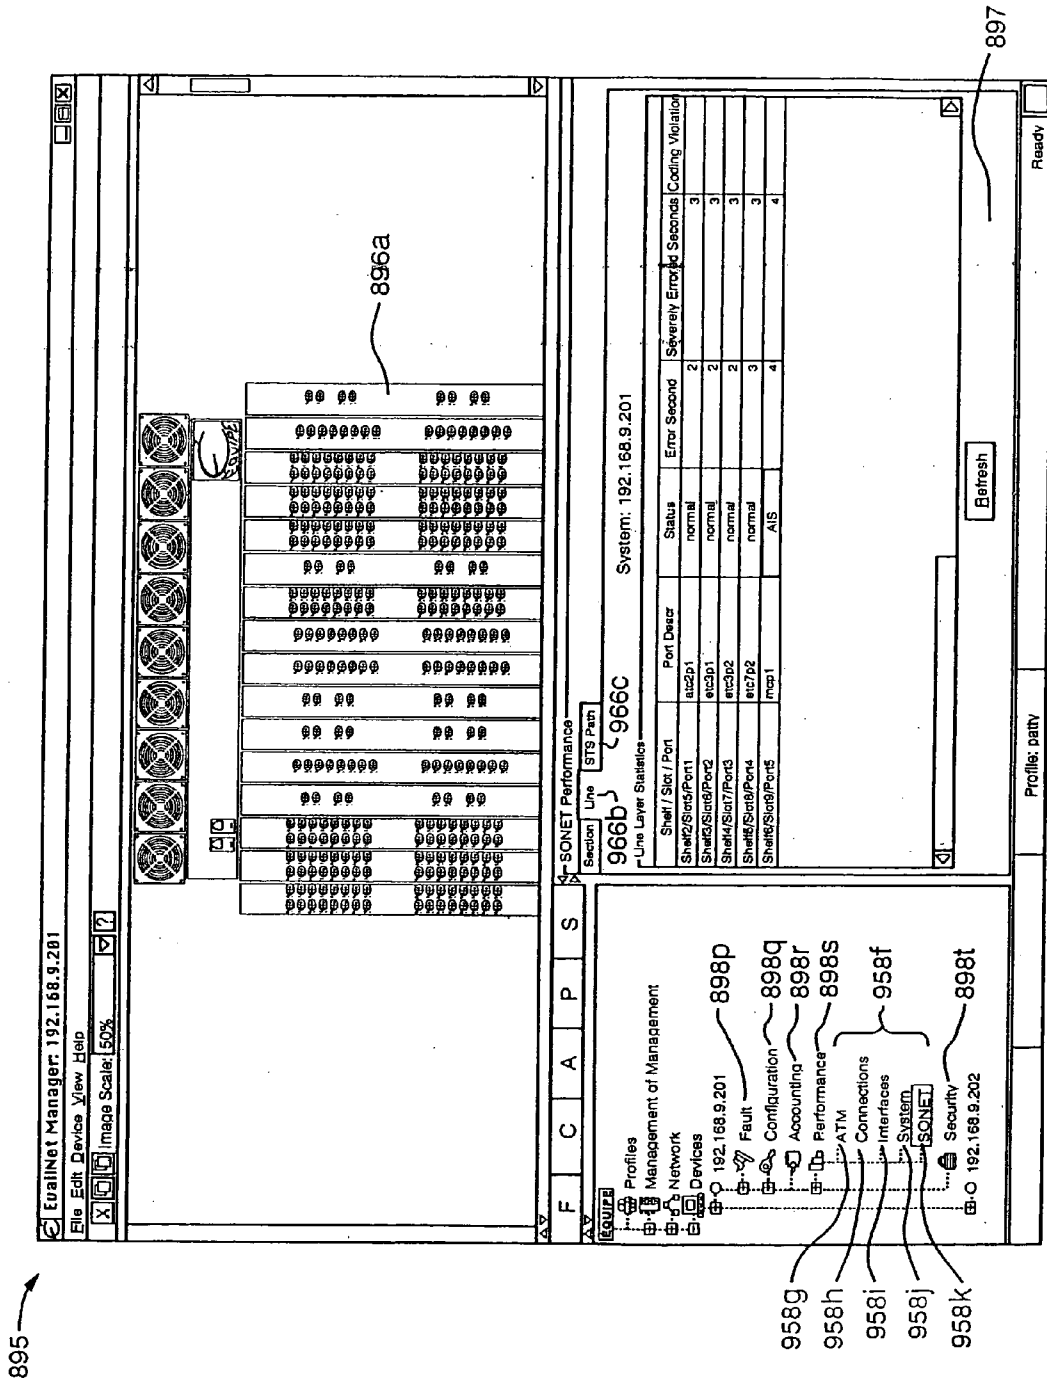 895
EualNet Manager: 192.168.9.201
File Edit Device View Help
Image Scale: 50% ?
EQUIPE
896a
F C A P S
EQUIPE
Profiles
Management of Management
Network
Devices
192.168.9.201
898p
Fault
898q
Configuration
898r
Accounting
898s
Performance
958g
ATM
958h
Connections
958f
958i
Interfaces
958j
System
958k
SONET
898t
Security
192.168.9.202
SONET Performance
Section Line STS Path
966b 966c
System: 192.168.9.201
Line Layer Statistics
Shelf / Slot / Port Port Descr Status Error Second Severely Errored Seconds Coding Violation
Shelf2/Slot5/Port1 atc2p1 normal 2 3
Shelf3/Slot6/Port2 etc3p1 normal 2 3
Shelf4/Slot7/Port3 etc3p2 normal 2 3
Shelf5/Slot8/Port4 etc7p2 normal 3 3
Shelf6/Slot9/Port5 mcp1 AIS 4 4
Refresh
897
Profile: patty
Ready